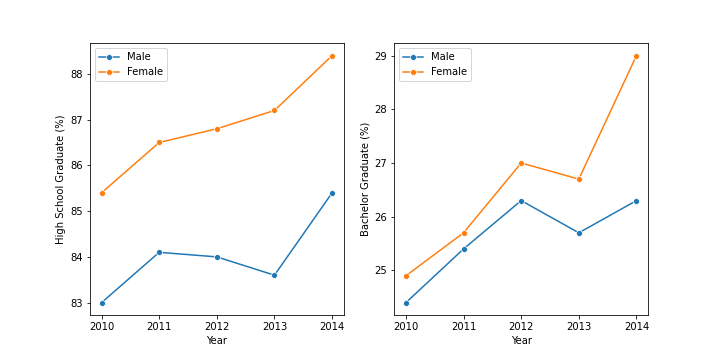 High School Graduate (%)
88
87
86
85
84
83
Male
Female
2010 2011 2012 2013 2014
Year
Bachelor Graduate (%)
29
28
27
26
25
Male
Female
2010 2011 2012 2013 2014
Year